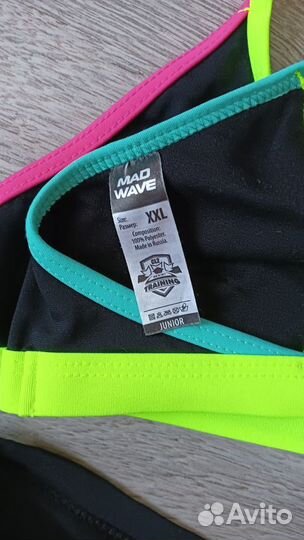 MAD
WAVE
Size:
Размер: XXL
Composition:
100% Polyester.
Made in Russia.
TRAINING
JUNIOR
Avito